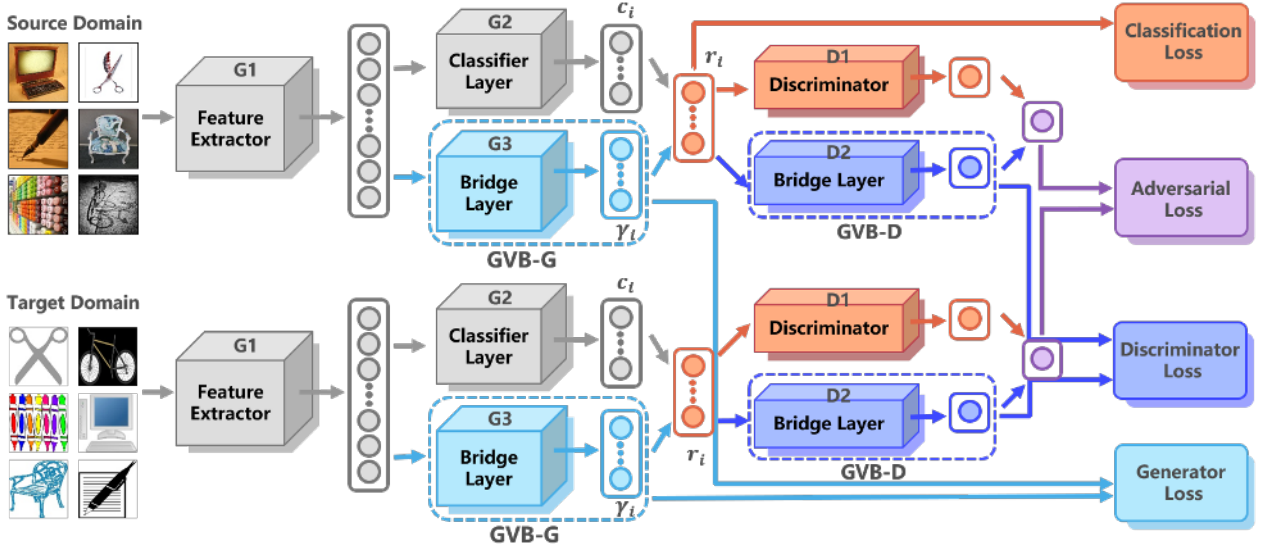 Source Domain
G1
Feature
Extractor
G2
Classifier
Layer
c_i
G3
Bridge
Layer
γ_i
GVB-G
r_i
D1
Discriminator
D2
Bridge Layer
GVB-D
Classification
Loss
Adversarial
Loss
Target Domain
G1
Feature
Extractor
G2
Classifier
Layer
c_i
G3
Bridge
Layer
γ_i
GVB-G
r_i
D1
Discriminator
D2
Bridge Layer
GVB-D
Discriminator
Loss
Generator
Loss